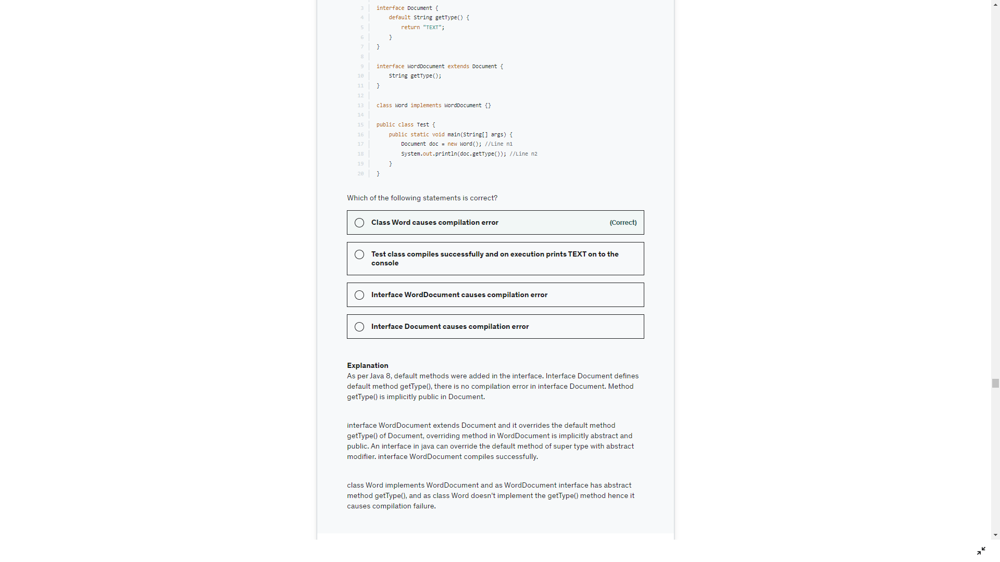 3 interface Document {
4 default String getType() {
5 return "TEXT";
6 }
7 }
8
9 interface WordDocument extends Document {
10 String getType();
11 }
12
13 class Word implements WordDocument {}
14
15 public class Test {
16 public static void main(String[] args) {
17 Document doc = new Word(); //Line n1
18 System.out.println(doc.getType()); //Line n2
19 }
20 }
Which of the following statements is correct?
Class Word causes compilation error (Correct)
Test class compiles successfully and on execution prints TEXT on to the
console
Interface WordDocument causes compilation error
Interface Document causes compilation error
Explanation
As per Java 8, default methods were added in the interface. Interface Document defines
default method getType(), there is no compilation error in interface Document. Method
getType() is implicitly public in Document.
interface WordDocument extends Document and it overrides the default method
getType() of Document, overriding method in WordDocument is implicitly abstract and
public. An interface in java can override the default method of super type with abstract
modifier. interface WordDocument compiles successfully.
class Word implements WordDocument and as WordDocument interface has abstract
method getType(), and as class Word doesn't implement the getType() method hence it
causes compilation failure.